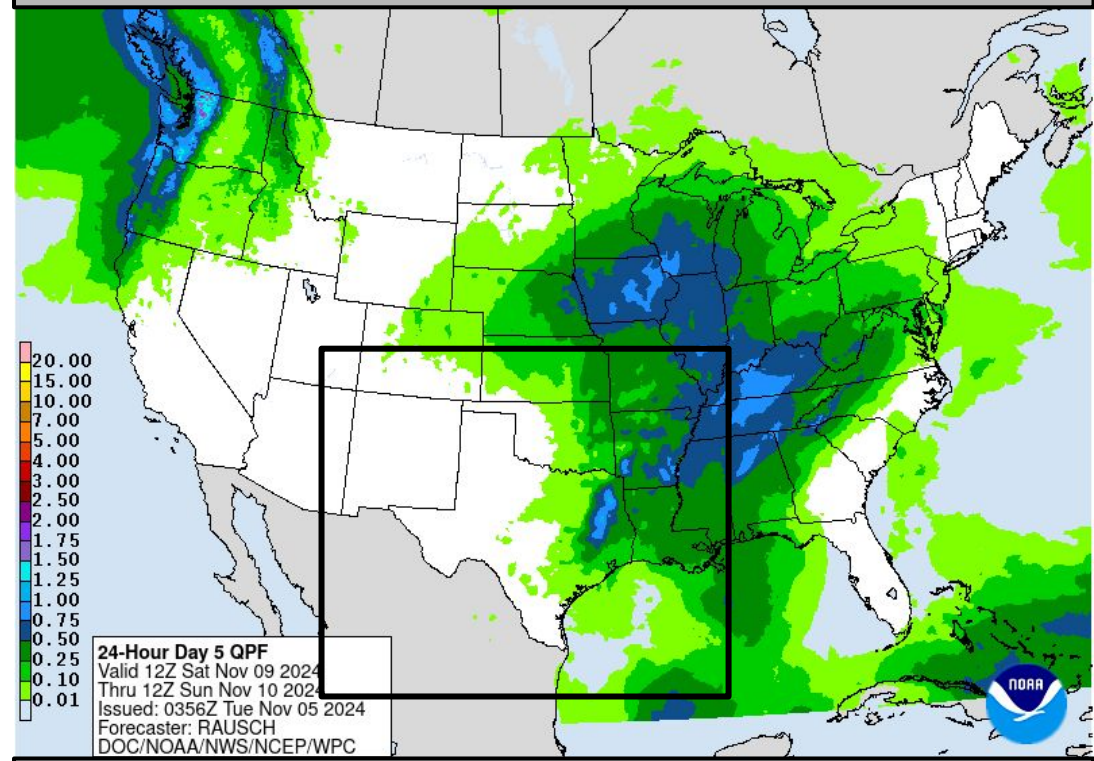 20.00
15.00
10.00
7.00
5.00
4.00
3.00
2.50
2.00
1.75
1.50
1.25
1.00
0.75
0.50
0.25
0.10
0.01
24-Hour Day 5 QPF
Valid 12Z Sat Nov 09 2024
Thru 12Z Sun Nov 10 2024
Issued: 0356Z Tue Nov 05 2024
Forecaster: RAUSCH
DOC/NOAA/NWS/NCEP/WPC
NOAA